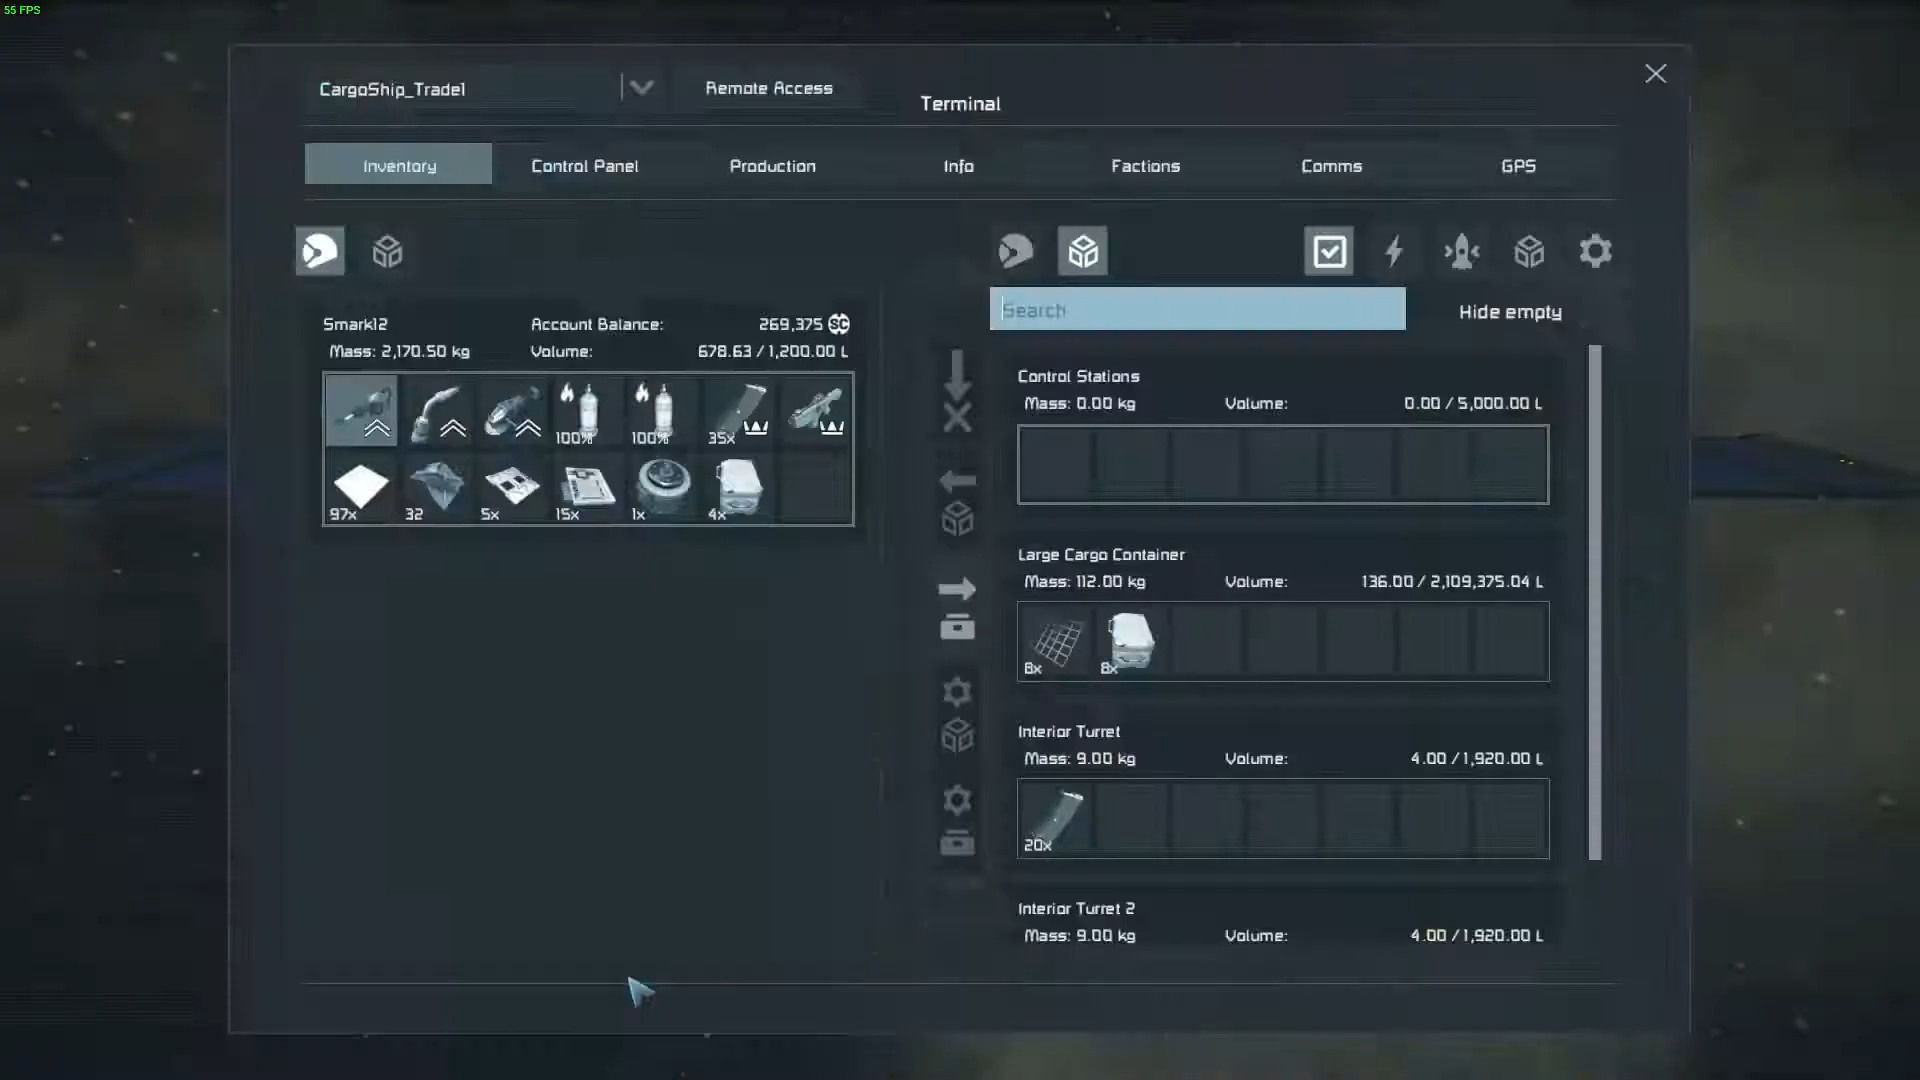 55 FPS
CargoShip_Trade1
Remote Access
Terminal
Inventory
Control Panel
Production
Info
Factions
Comms
GPS
Search
Hide empty
Smark12
Account Balance:
269,375 SC
Mass: 2,170.50 kg
Volume:
678.63 / 1,200.00 L
100%
100%
35x
97x
32
5x
15x
1x
4x
Control Stations
Mass: 0.00 kg
Volume:
0.00 / 5,000.00 L
Large Cargo Container
Mass: 112.00 kg
Volume:
136.00 / 2,109,375.04 L
8x
8x
Interior Turret
Mass: 9.00 kg
Volume:
4.00 / 1,920.00 L
20x
Interior Turret 2
Mass: 9.00 kg
Volume:
4.00 / 1,920.00 L